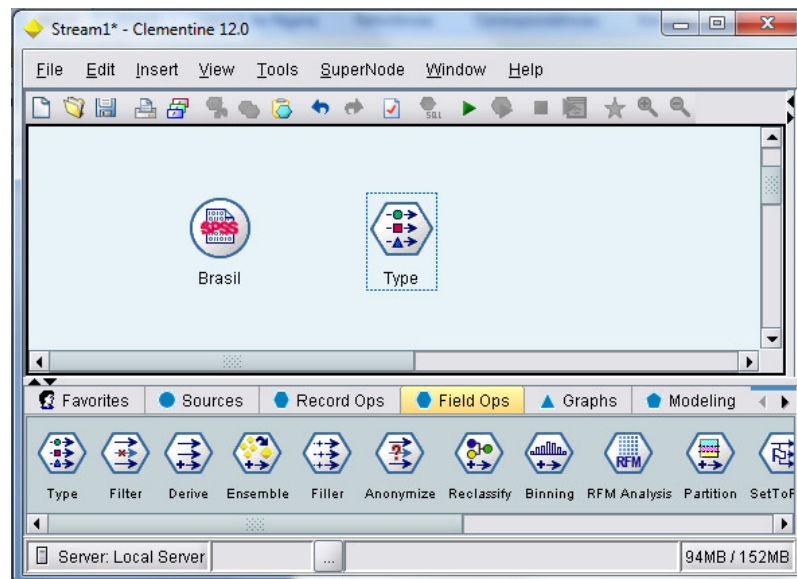 Stream1* - Clementine 12.0
File Edit Insert View Tools SuperNode Window Help
SQL
SPSS
Brasil Type
Favorites Sources Record Ops Field Ops Graphs Modeling
RFM
Type Filter Derive Ensemble Filler Anonymize Reclassify Binning RFM Analysis Partition SetToF
Server: Local Server ... 94MB / 152MB